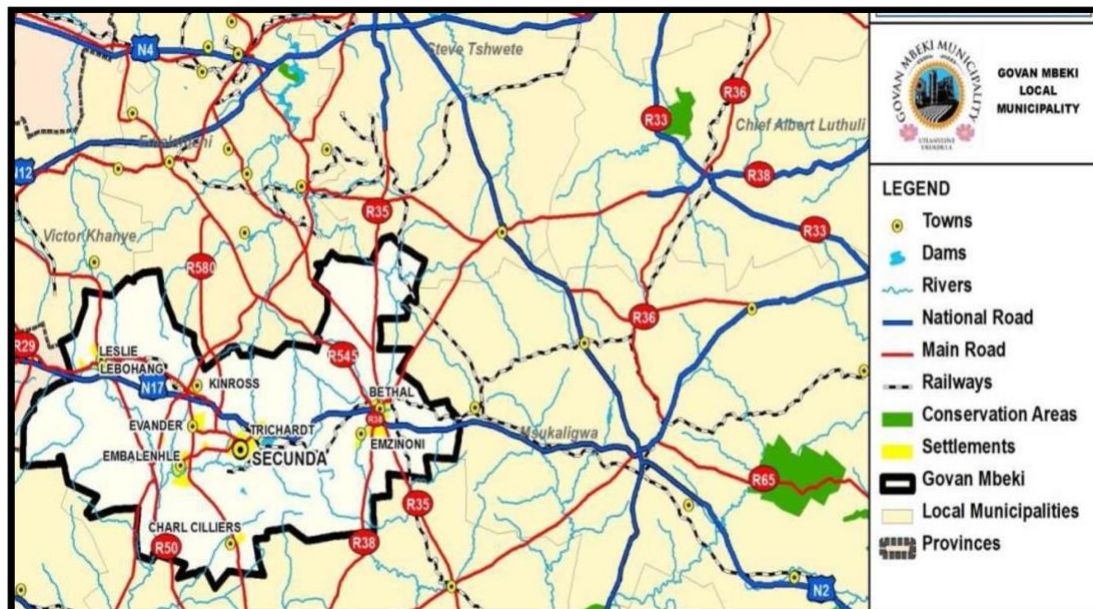 N4
Steve Tshwete
R36
R33
Chief Albert Luthuli
N12
R38
R35
R33
Victor Khanye
R580
R36
R29
LESLIE
LEBOHANG
R545
N17
KINROSS
BETHAL
EVANDER
TRICHARDT
EMZINONI
Msukaligwa
EMBALENHLE
SECUNDA
R65
R35
CHARL CILLIERS
R50
R38
N2
GOVAN MBEKI MUNICIPALITY
GOVAN MBEKI
LOCAL
MUNICIPALITY
LEGEND
Towns
Dams
Rivers
National Road
Main Road
Railways
Conservation Areas
Settlements
Govan Mbeki
Local Municipalities
Provinces